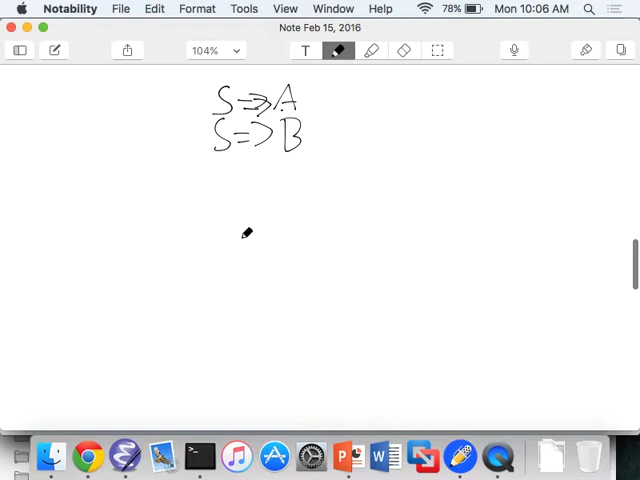 Notability File Edit Format Tools View Window Help 78% Mon 10:06 AM
Note Feb 15, 2016
104% T
S => A
S => B